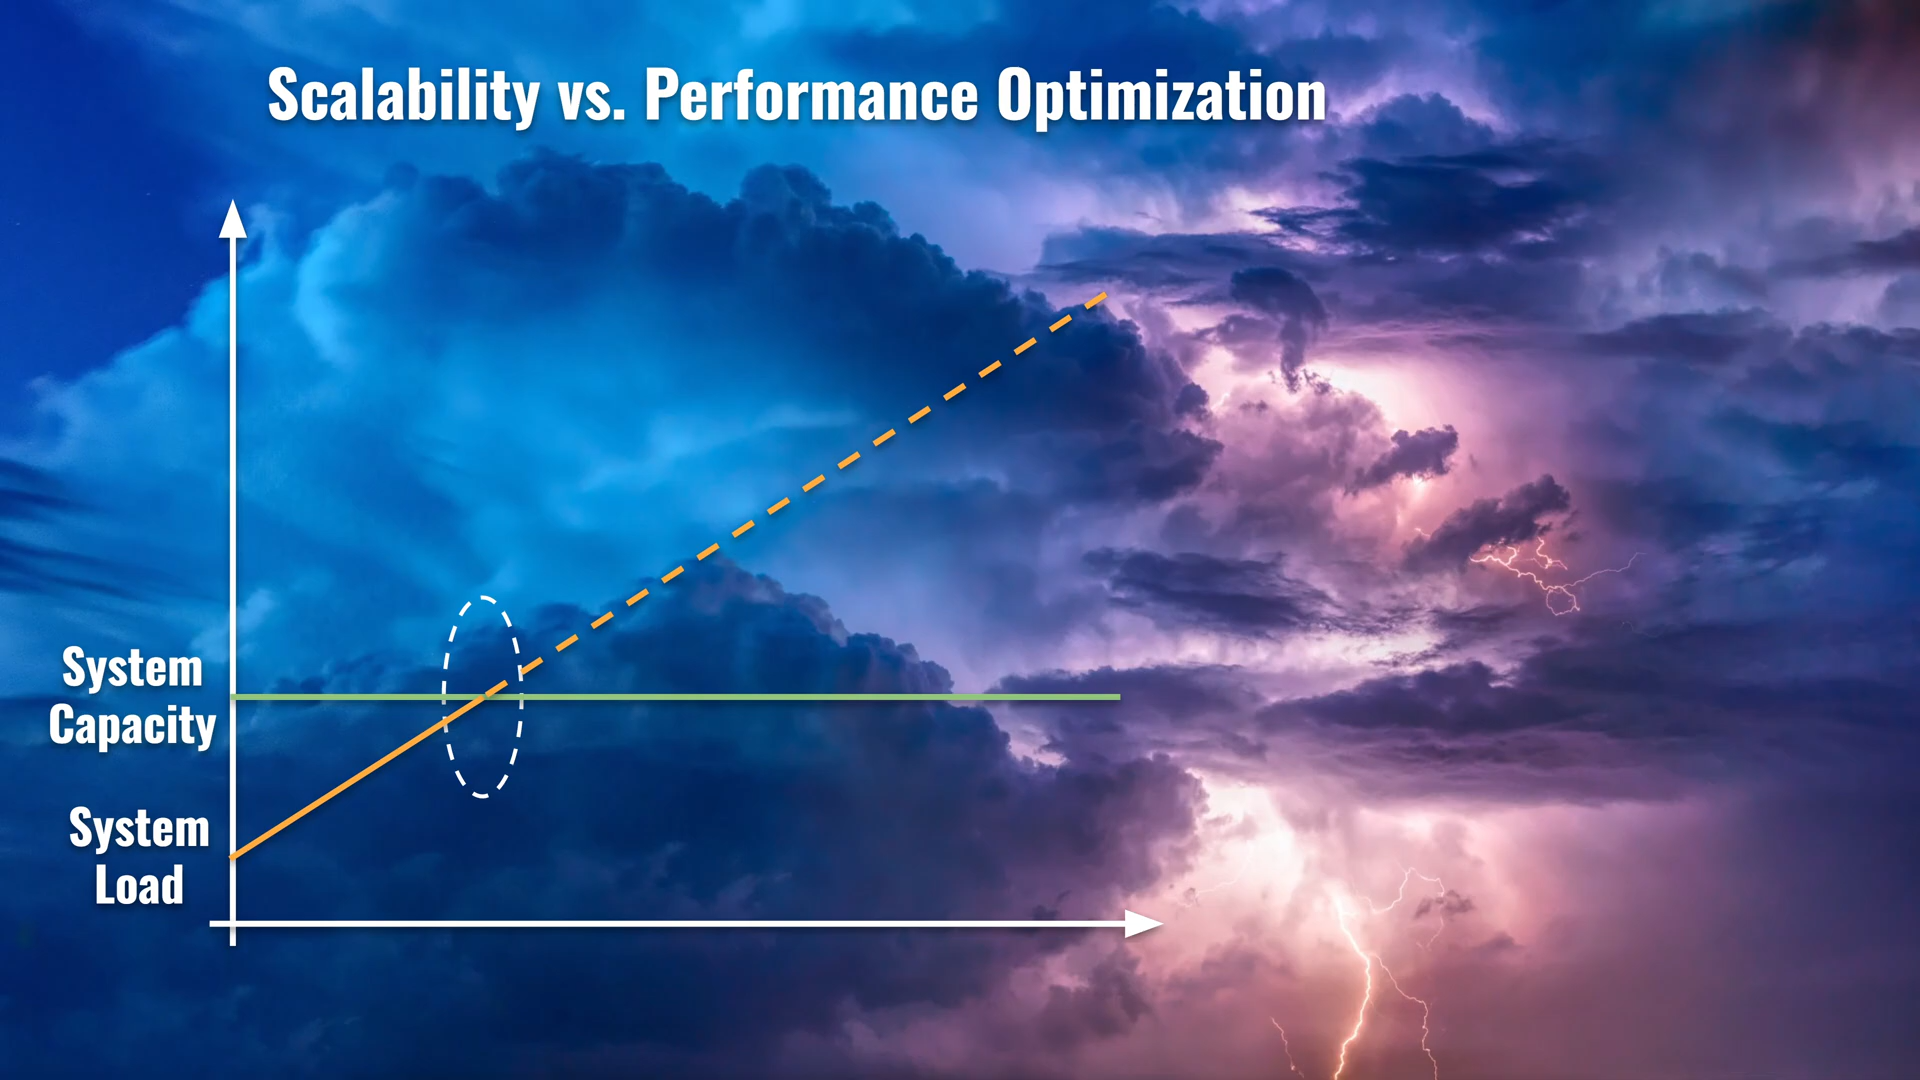 Scalability vs. Performance Optimization
System
Capacity
System
Load